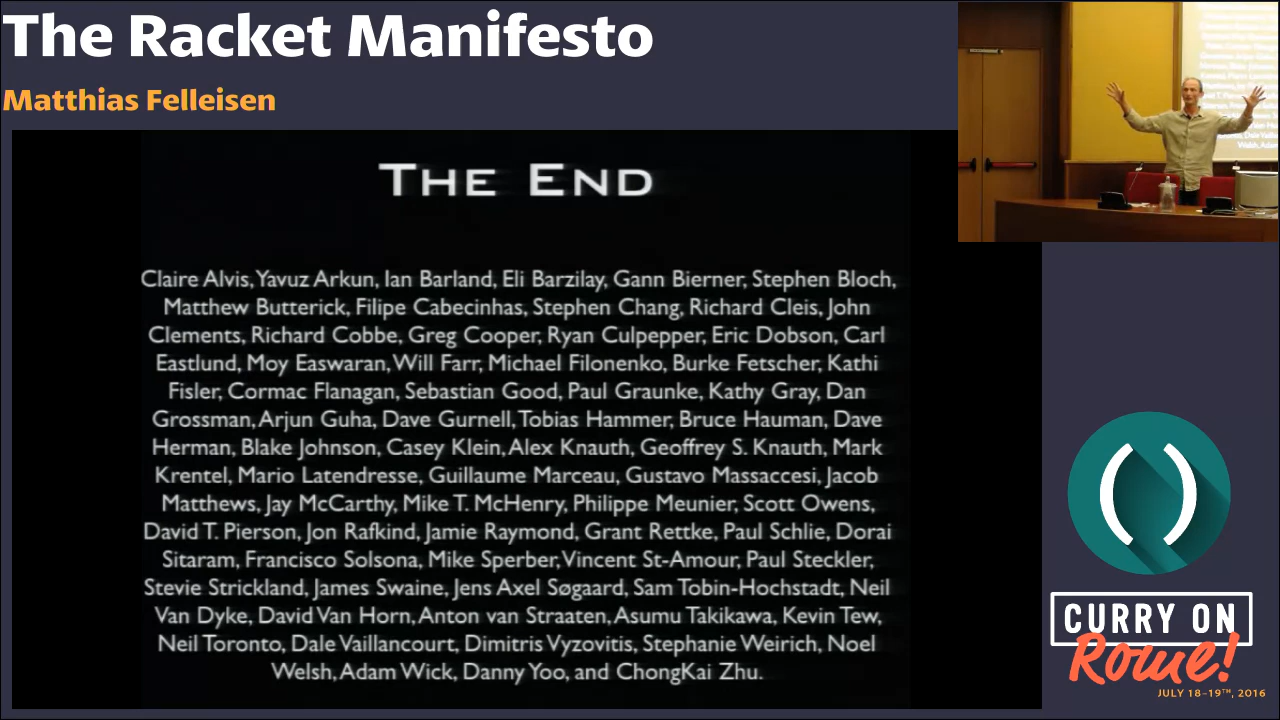 The Racket Manifesto
Matthias Felleisen
THE END
Claire Alvis, Yavuz Arkun, Ian Barland, Eli Barzilay, Gann Bierner, Stephen Bloch,
Matthew Butterick, Filipe Cabecinhas, Stephen Chang, Richard Cleis, John
Clements, Richard Cobbe, Greg Cooper, Ryan Culpepper, Eric Dobson, Carl
Eastlund, Moy Easwaran, Will Farr, Michael Filonenko, Burke Fetscher, Kathi
Fisler, Cormac Flanagan, Sebastian Good, Paul Graunke, Kathy Gray, Dan
Grossman, Arjun Guha, Dave Gurnell, Tobias Hammer, Bruce Hauman, Dave
Herman, Blake Johnson, Casey Klein, Alex Knauth, Geoffrey S. Knauth, Mark
Krentel, Mario Latendresse, Guillaume Marceau, Gustavo Massaccesi, Jacob
Matthews, Jay McCarthy, Mike T. McHenry, Philippe Meunier, Scott Owens,
David T. Pierson, Jon Rafkind, Jamie Raymond, Grant Rettke, Paul Schlie, Dorai
Sitaram, Francisco Solsona, Mike Sperber, Vincent St-Amour, Paul Steckler,
Stevie Strickland, James Swaine, Jens Axel Søgaard, Sam Tobin-Hochstadt, Neil
Van Dyke, David Van Horn, Anton van Straaten, Asumu Takikawa, Kevin Tew,
Neil Toronto, Dale Vaillancourt, Dimitris Vyzovitis, Stephanie Weirich, Noel
Welsh, Adam Wick, Danny Yoo, and ChongKai Zhu.
( )
CURRY ON
Rome!
JULY 18-19TH, 2016